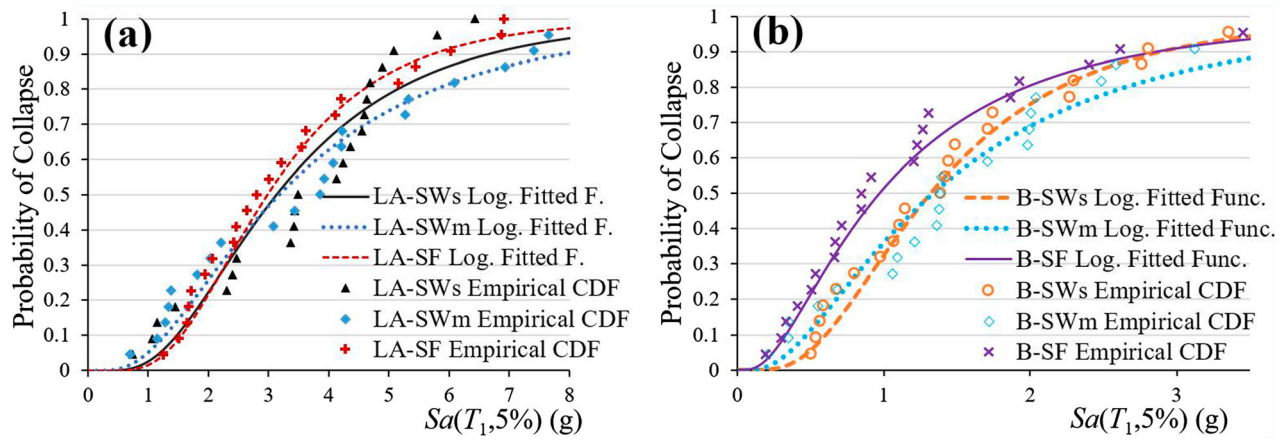 (a)
Probability of Collapse
1
0.9
0.8
0.7
0.6
0.5
0.4
0.3
0.2
0.1
0
LA-SWs Log. Fitted F.
LA-SWm Log. Fitted F.
LA-SF Log. Fitted F.
LA-SWs Empirical CDF
LA-SWm Empirical CDF
LA-SF Empirical CDF
0 1 2 3 4 5 6 7 8
Sa(T1,5%) (g)
(b)
Probability of Collapse
1
0.9
0.8
0.7
0.6
0.5
0.4
0.3
0.2
0.1
0
B-SWs Log. Fitted Func.
B-SWm Log. Fitted Func.
B-SF Log. Fitted Func.
B-SWs Empirical CDF
B-SWm Empirical CDF
B-SF Empirical CDF
0 1 2 3
Sa(T1,5%) (g)